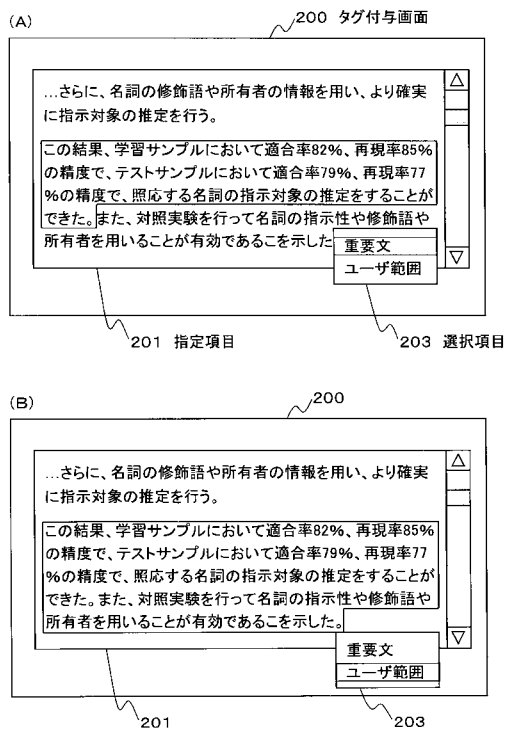 (A)
200 タグ付与画面
…さらに、名詞の修飾語や所有者の情報を用い、より確実
に指示対象の推定を行う。
この結果、学習サンプルにおいて適合率82%、再現率85%
の精度で、テストサンプルにおいて適合率79%、再現率77
%の精度で、照応する名詞の指示対象の推定をすることが
できた。また、対照実験を行って名詞の指示性や修飾語や
所有者を用いることが有効であるこを示した
重要文
ユーザ範囲
201 指定項目
203 選択項目
(B)
200
…さらに、名詞の修飾語や所有者の情報を用い、より確実
に指示対象の推定を行う。
この結果、学習サンプルにおいて適合率82%、再現率85%
の精度で、テストサンプルにおいて適合率79%、再現率77
%の精度で、照応する名詞の指示対象の推定をすることが
できた。また、対照実験を行って名詞の指示性や修飾語や
所有者を用いることが有効であるこを示した。
重要文
ユーザ範囲
201
203